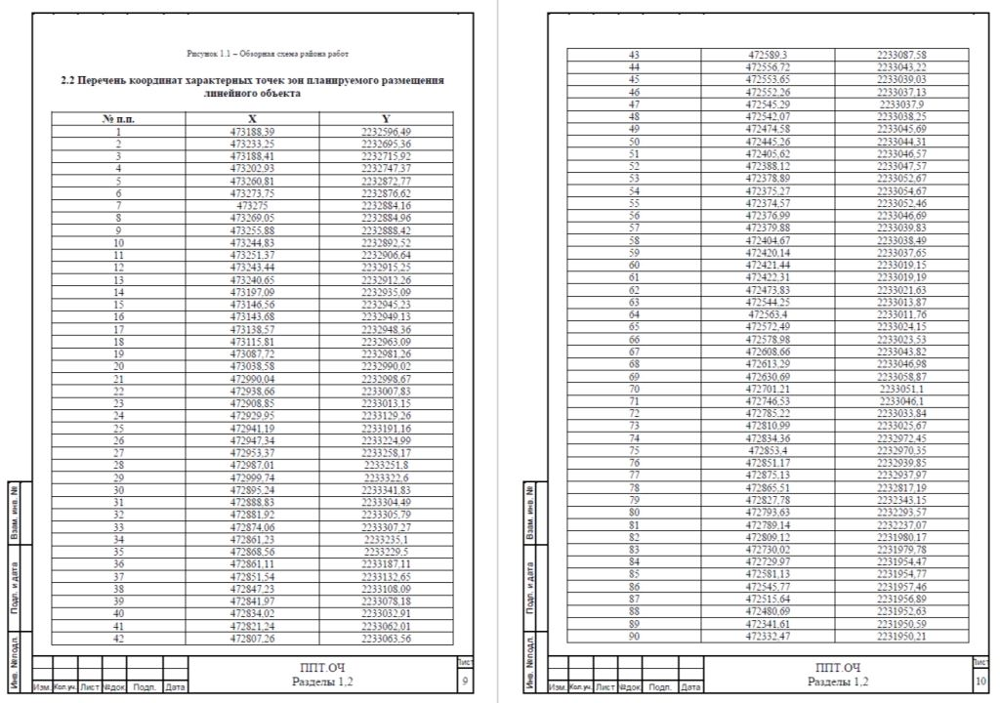 Рисунок 1.1 – Обзорная схема района работ
2.2 Перечень координат характерных точек зон планируемого размещения
линейного объекта
№ п.п. X Y
1 473188,39 2232596,49
2 473233,25 2232695,36
3 473188,41 2232715,92
4 473202,93 2232747,37
5 473260,81 2232872,77
6 473273,75 2232876,62
7 473275 2232884,16
8 473269,05 2232884,96
9 473255,88 2232888,42
10 473244,83 2232892,52
11 473251,37 2232906,64
12 473243,44 2232915,25
13 473240,65 2232912,26
14 473197,09 2232935,09
15 473146,56 2232945,23
16 473143,68 2232949,13
17 473138,57 2232948,36
18 473115,81 2232963,09
19 473087,72 2232981,26
20 473038,58 2232990,02
21 472990,04 2232998,67
22 472938,66 2233007,83
23 472908,85 2233013,15
24 472929,95 2233129,26
25 472941,19 2233191,16
26 472947,34 2233224,99
27 472953,37 2233258,17
28 472987,01 2233251,8
29 472999,74 2233322,6
30 472895,24 2233341,83
31 472888,83 2233304,49
32 472881,92 2233305,79
33 472874,06 2233307,27
34 472861,23 2233235,1
35 472868,56 2233229,5
36 472861,11 2233187,11
37 472851,54 2233132,65
38 472847,23 2233108,09
39 472841,97 2233078,18
40 472834,02 2233032,91
41 472821,24 2233062,01
42 472807,26 2233063,56
Взам. инв. №
Подп. и дата
Инв. №подл.
Изм. Кол.уч. Лист №док. Подп. Дата
ППТ.ОЧ
Разделы 1,2
Лист
9
43 472589,3 2233087,58
44 472556,72 2233043,22
45 472553,65 2233039,03
46 472552,26 2233037,13
47 472545,29 2233037,9
48 472542,07 2233038,25
49 472474,58 2233045,69
50 472445,26 2233044,31
51 472405,62 2233046,57
52 472388,12 2233047,57
53 472378,89 2233052,67
54 472375,27 2233054,67
55 472374,57 2233052,46
56 472376,99 2233046,69
57 472379,88 2233039,83
58 472404,67 2233038,49
59 472420,14 2233037,65
60 472421,44 2233019,15
61 472422,31 2233019,19
62 472473,83 2233021,63
63 472544,25 2233013,87
64 472563,4 2233011,76
65 472572,49 2233024,15
66 472578,98 2233023,53
67 472608,66 2233043,82
68 472613,29 2233046,98
69 472630,69 2233058,87
70 472701,21 2233051,1
71 472746,53 2233046,1
72 472785,22 2233033,84
73 472810,99 2233025,67
74 472834,36 2232972,45
75 472853,4 2232970,35
76 472851,17 2232939,85
77 472875,13 2232937,97
78 472865,51 2232817,19
79 472827,78 2232343,15
80 472793,63 2232293,57
81 472789,14 2232237,07
82 472809,12 2231980,17
83 472730,02 2231979,78
84 472729,97 2231954,47
85 472581,13 2231954,77
86 472545,77 2231957,46
87 472515,64 2231956,89
88 472480,69 2231952,63
89 472341,61 2231950,59
90 472332,47 2231950,21
Взам. инв. №
Подп. и дата
Инв. №подл.
Изм. Кол.уч. Лист №док. Подп. Дата
ППТ.ОЧ
Разделы 1,2
Лист
10